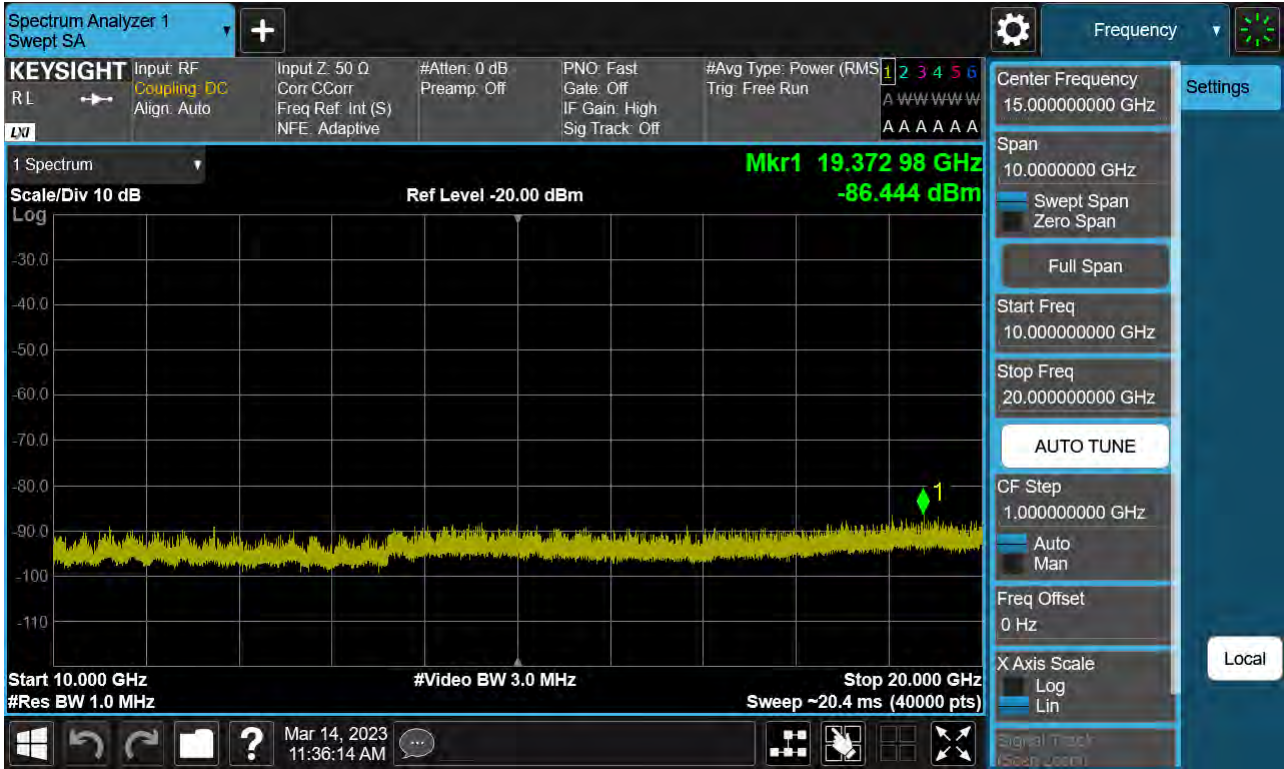 Spectrum Analyzer 1
Swept SA
Frequency
KEYSIGHT
R L
LXI
Input: RF
Coupling: DC
Align: Auto
Input Z: 50 Ω
Corr CCorr
Freq Ref: Int (S)
NFE: Adaptive
#Atten: 0 dB
Preamp: Off
PNO: Fast
Gate: Off
IF Gain: High
Sig Track: Off
#Avg Type: Power (RMS
Trig: Free Run
1 2 3 4 5 6
A W W W W W
A A A A A A
1 Spectrum
Mkr1 19.372 98 GHz
Scale/Div 10 dB
Ref Level -20.00 dBm
-86.444 dBm
Log
-30.0
-40.0
-50.0
-60.0
-70.0
-80.0
-90.0
-100
-110
1
Start 10.000 GHz
#Video BW 3.0 MHz
Stop 20.000 GHz
#Res BW 1.0 MHz
Sweep ~20.4 ms (40000 pts)
Center Frequency
15.000000000 GHz
Settings
Span
10.0000000 GHz
Swept Span
Zero Span
Full Span
Start Freq
10.000000000 GHz
Stop Freq
20.000000000 GHz
AUTO TUNE
CF Step
1.000000000 GHz
Auto
Man
Freq Offset
0 Hz
X Axis Scale
Log
Lin
Signal Track
(Span Zoom)
Local
?
Mar 14, 2023
11:36:14 AM